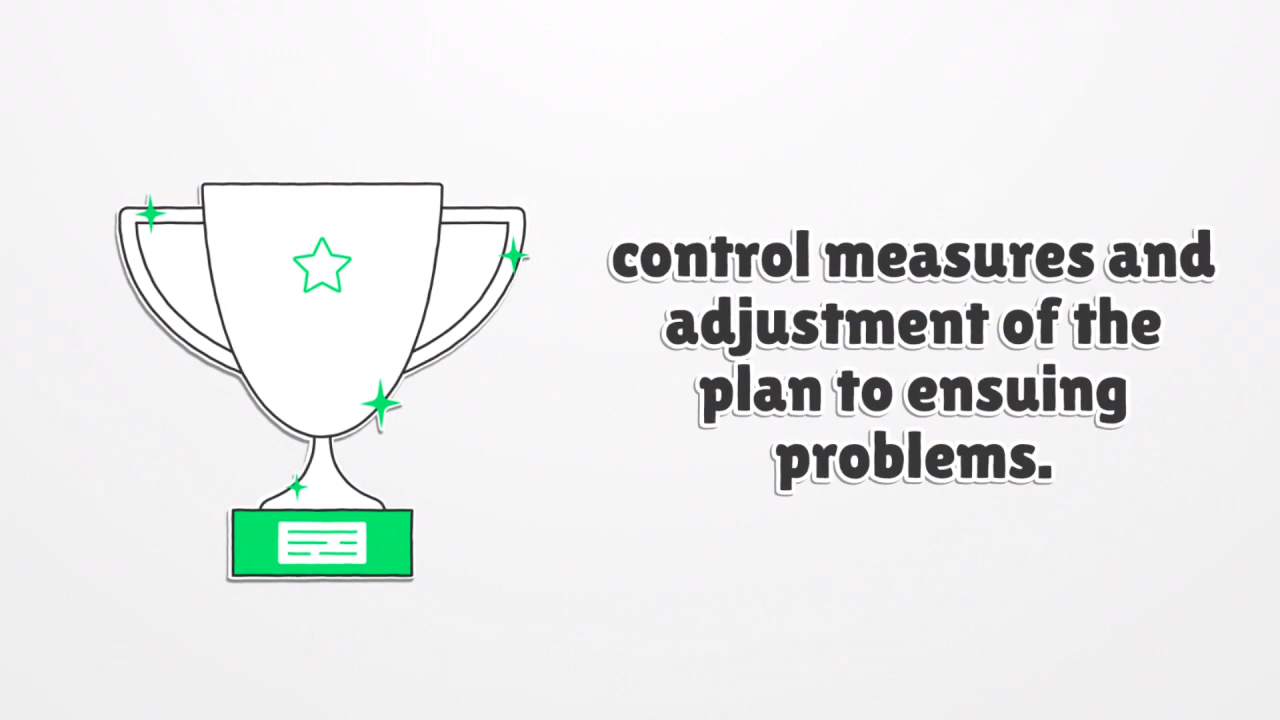 control measures and
adjustment of the
plan to ensuing
problems.